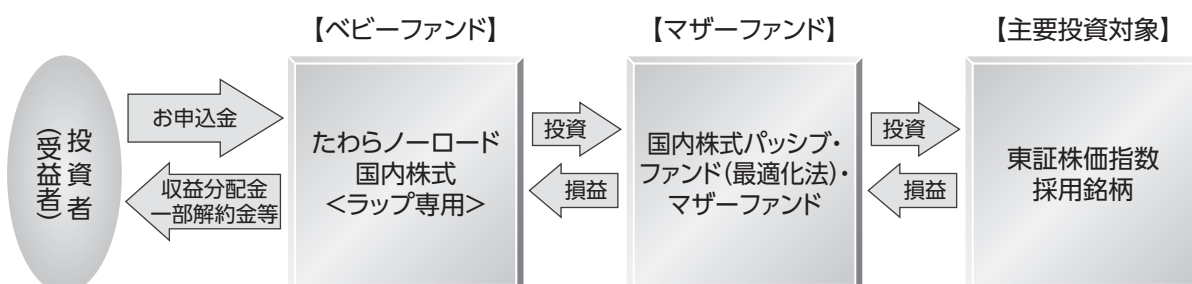 【ベビーファンド】
【マザーファンド】
【主要投資対象】
投資者
(受益者)
お申込金
収益分配金
一部解約金等
たわらノーロード
国内株式
<ラップ専用>
投資
損益
国内株式パッシブ・
ファンド(最適化法)・
マザーファンド
投資
損益
東証株価指数
採用銘柄